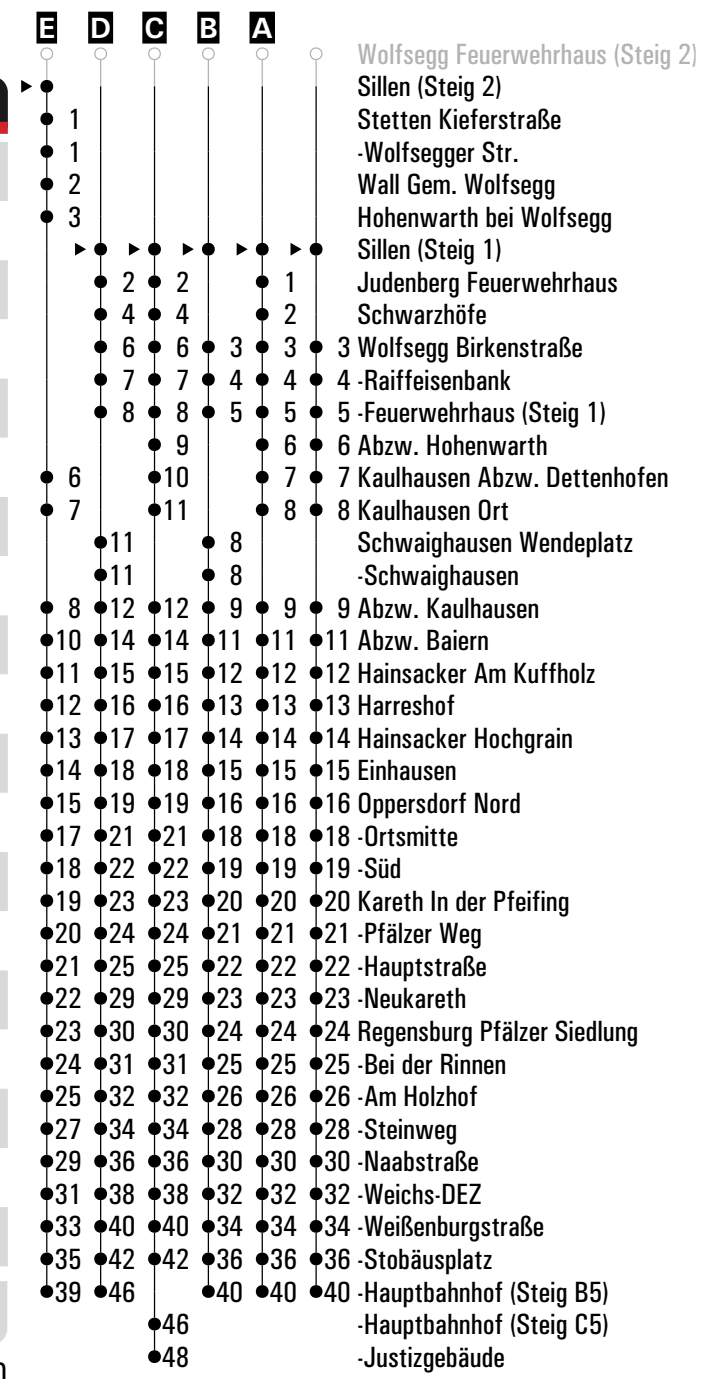 E D C B A
Wolfsegg Feuerwehrhaus (Steig 2)
Sillen (Steig 2)
1 Stetten Kieferstraße
1 -Wolfsegger Str.
2 Wall Gem. Wolfsegg
3 Hohenwarth bei Wolfsegg
Sillen (Steig 1)
2 2 1 Judenberg Feuerwehrhaus
4 4 2 Schwarzhöfe
6 6 3 3 3 Wolfsegg Birkenstraße
7 7 4 4 4 -Raiffeisenbank
8 8 5 5 5 -Feuerwehrhaus (Steig 1)
9 6 6 Abzw. Hohenwarth
6 10 7 7 Kaulhausen Abzw. Dettenhofen
7 11 8 8 Kaulhausen Ort
11 8 Schwaighausen Wendeplatz
11 8 -Schwaighausen
8 12 12 9 9 9 Abzw. Kaulhausen
10 14 14 11 11 11 Abzw. Baiern
11 15 15 12 12 12 Hainsacker Am Kuffholz
12 16 16 13 13 13 Harreshof
13 17 17 14 14 14 Hainsacker Hochgrain
14 18 18 15 15 15 Einhausen
15 19 19 16 16 16 Oppersdorf Nord
17 21 21 18 18 18 -Ortsmitte
18 22 22 19 19 19 -Süd
19 23 23 20 20 20 Kareth In der Pfeifing
20 24 24 21 21 21 -Pfälzer Weg
21 25 25 22 22 22 -Hauptstraße
22 29 29 23 23 23 -Neukareth
23 30 30 24 24 24 Regensburg Pfälzer Siedlung
24 31 31 25 25 25 -Bei der Rinnen
25 32 32 26 26 26 -Am Holzhof
27 34 34 28 28 28 -Steinweg
29 36 36 30 30 30 -Naabstraße
31 38 38 32 32 32 -Weichs-DEZ
33 40 40 34 34 34 -Weißenburgstraße
35 42 42 36 36 36 -Stobäusplatz
39 46 40 40 40 -Hauptbahnhof (Steig B5)
46 -Hauptbahnhof (Steig C5)
48 -Justizgebäude